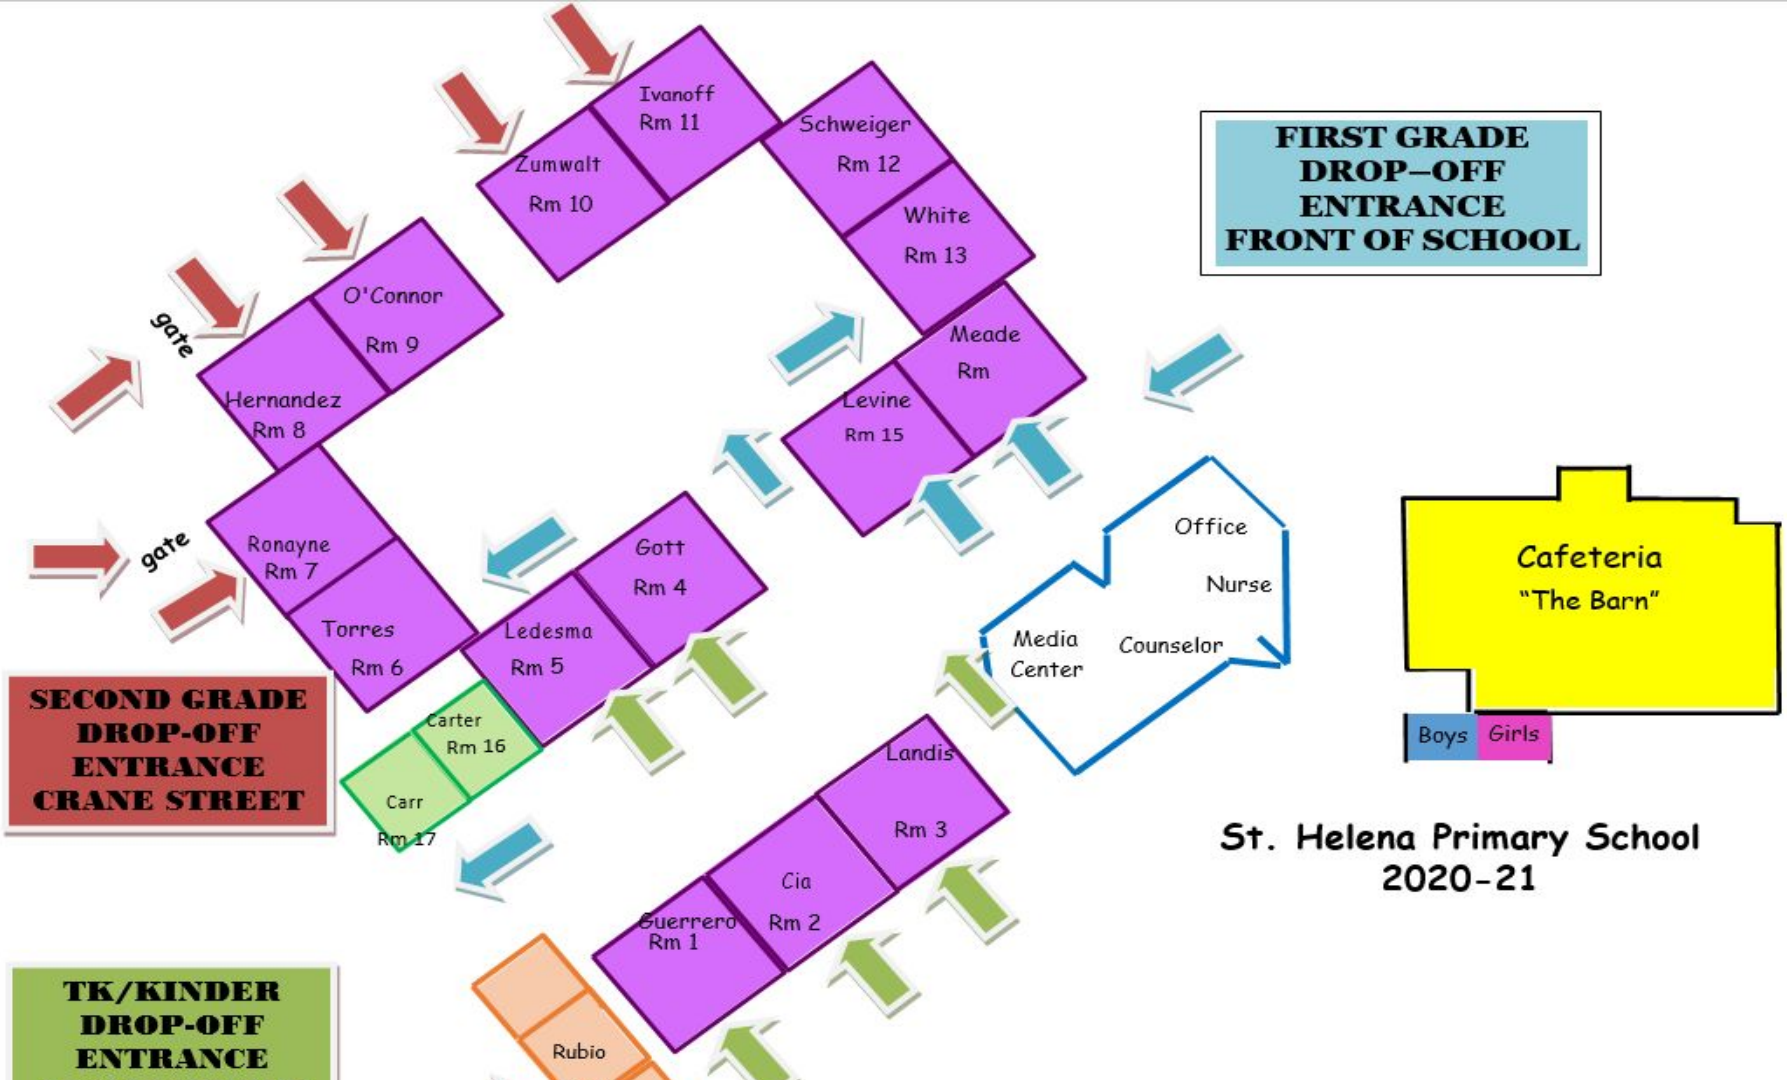 Ivanoff
Rm 11
Zumwalt
Rm 10
Schweiger
Rm 12
White
Rm 13
FIRST GRADE
DROP–OFF
ENTRANCE
FRONT OF SCHOOL
O'Connor
Rm 9
gate
Hernandez
Rm 8
Meade
Rm
Levine
Rm 15
gate
Ronayne
Rm 7
Torres
Rm 6
Gott
Rm 4
Ledesma
Rm 5
Office
Nurse
Media
Center
Counselor
Cafeteria
“The Barn”
Boys
Girls
SECOND GRADE
DROP-OFF
ENTRANCE
CRANE STREET
Carter
Rm 16
Carr
Rm 17
Landis
Rm 3
Cia
Rm 2
Guerrero
Rm 1
St. Helena Primary School
2020-21
TK/KINDER
DROP-OFF
ENTRANCE
Rubio